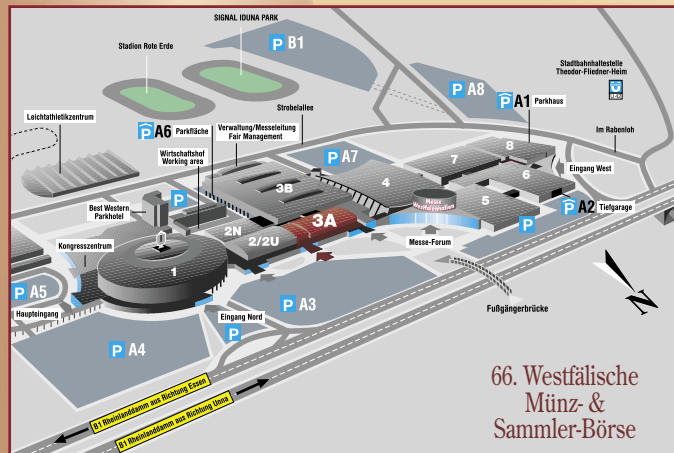 SIGNAL IDUNA PARK
P B1
Stadion Rote Erde
Stadtbahnhaltestelle
Theodor-Fliedner-Heim
U
U-42
P A8
P A1 Parkhaus
Leichtathletikzentrum
Strobelallee
P A6 Parkfläche
Verwaltung/Messeleitung
Fair Management
Im Rabenloh
Wirtschaftshof
Working area
P A7
8
7
Eingang West
6
4
3B
P
Best Western
Parkhotel
Messe
Westfalenhallen
5
P A2 Tiefgarage
3A
2N
P
2/2U
Messe-Forum
Kongresszentrum
1
P A5
P A3
Haupteingang
Eingang Nord
Fußgängerbrücke
N
P
P A4
B1 Rheinlanddamm aus Richtung Essen
B1 Rheinlanddamm aus Richtung Unna
66. Westfälische
Münz- &
Sammler-Börse